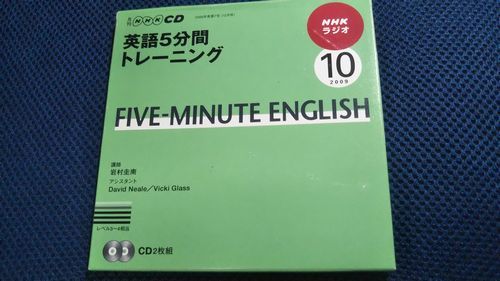 月刊 NHK CD
NHK
ラジオ
英語5分間
トレーニング
10
2009
FIVE-MINUTE ENGLISH
講師
岩村圭南
アシスタント
David Neale／Vicki Glass
レベル3～4相当
CD2枚組